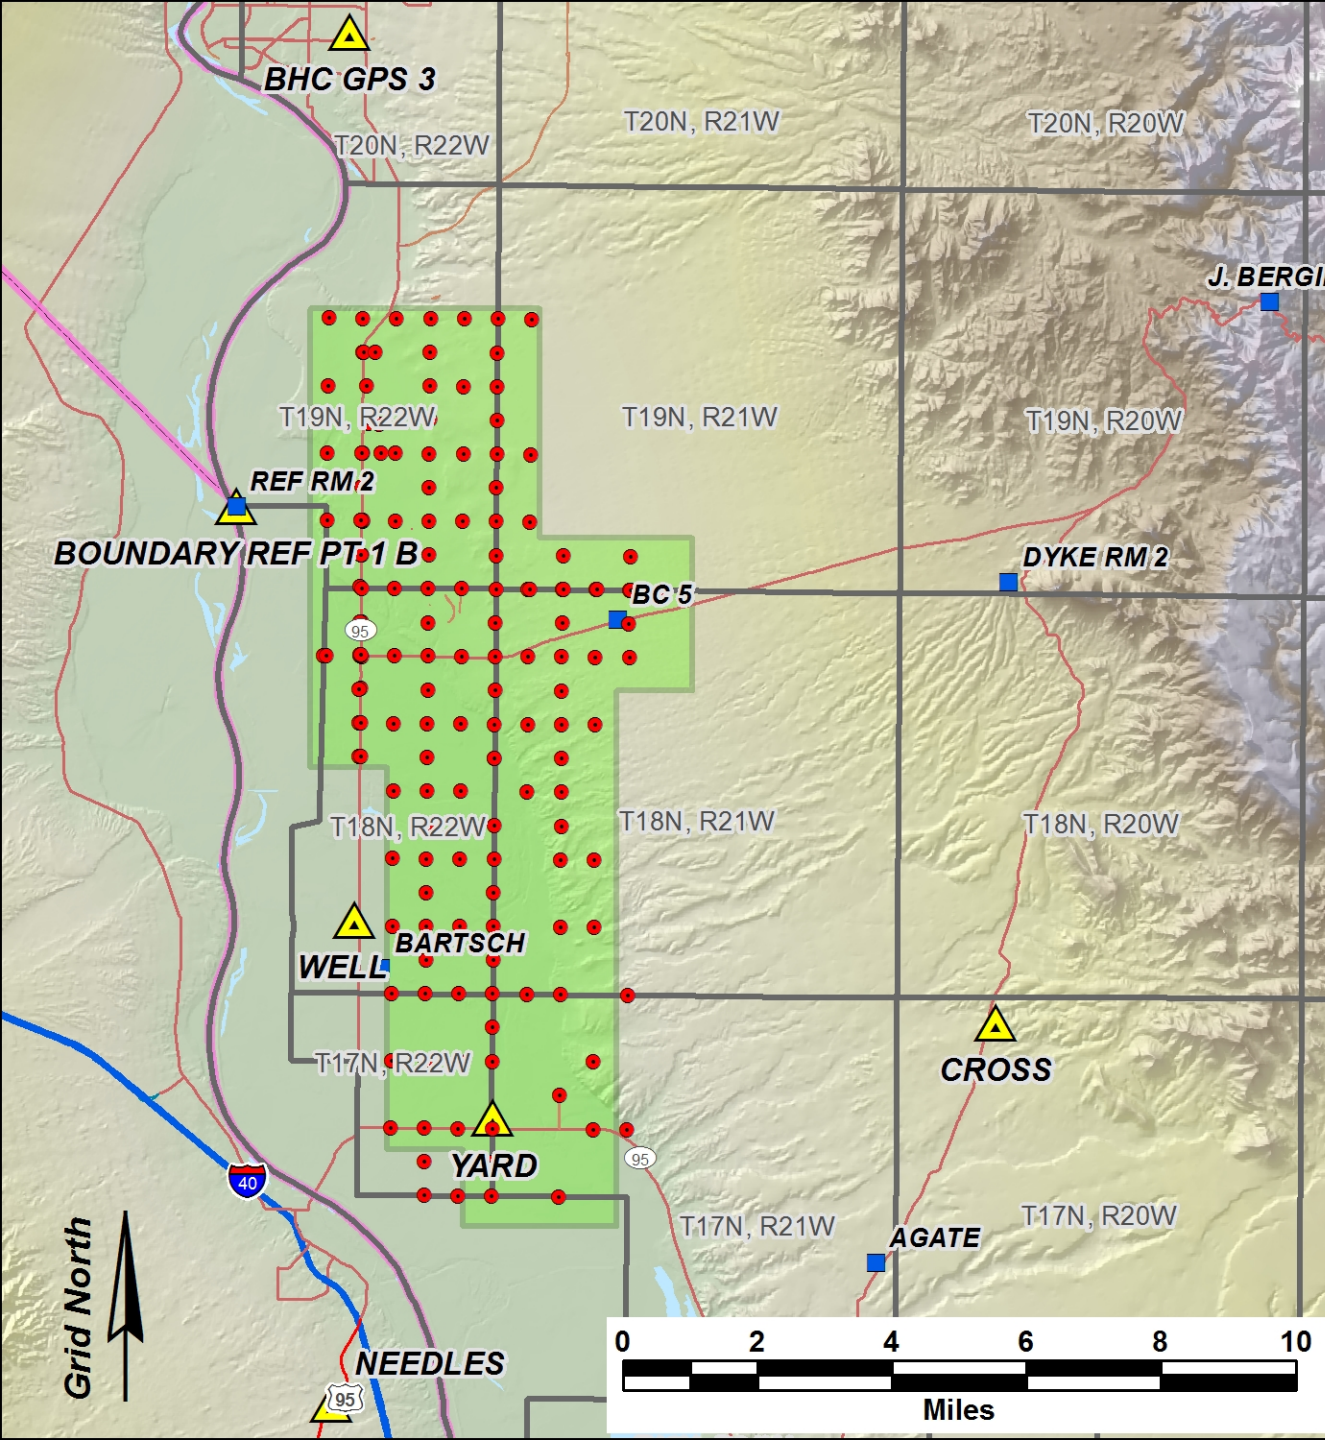 BHC GPS 3
T20N, R22W
T20N, R21W
T20N, R20W
J. BERGI
T19N, R22W
T19N, R21W
T19N, R20W
REF RM 2
BOUNDARY REF PT 1 B
DYKE RM 2
BC 5
95
T18N, R22W
T18N, R21W
T18N, R20W
BARTSCH
WELL
CROSS
T17N, R22W
YARD
95
40
T17N, R21W
T17N, R20W
AGATE
Grid North
NEEDLES
95
0 2 4 6 8 10
Miles